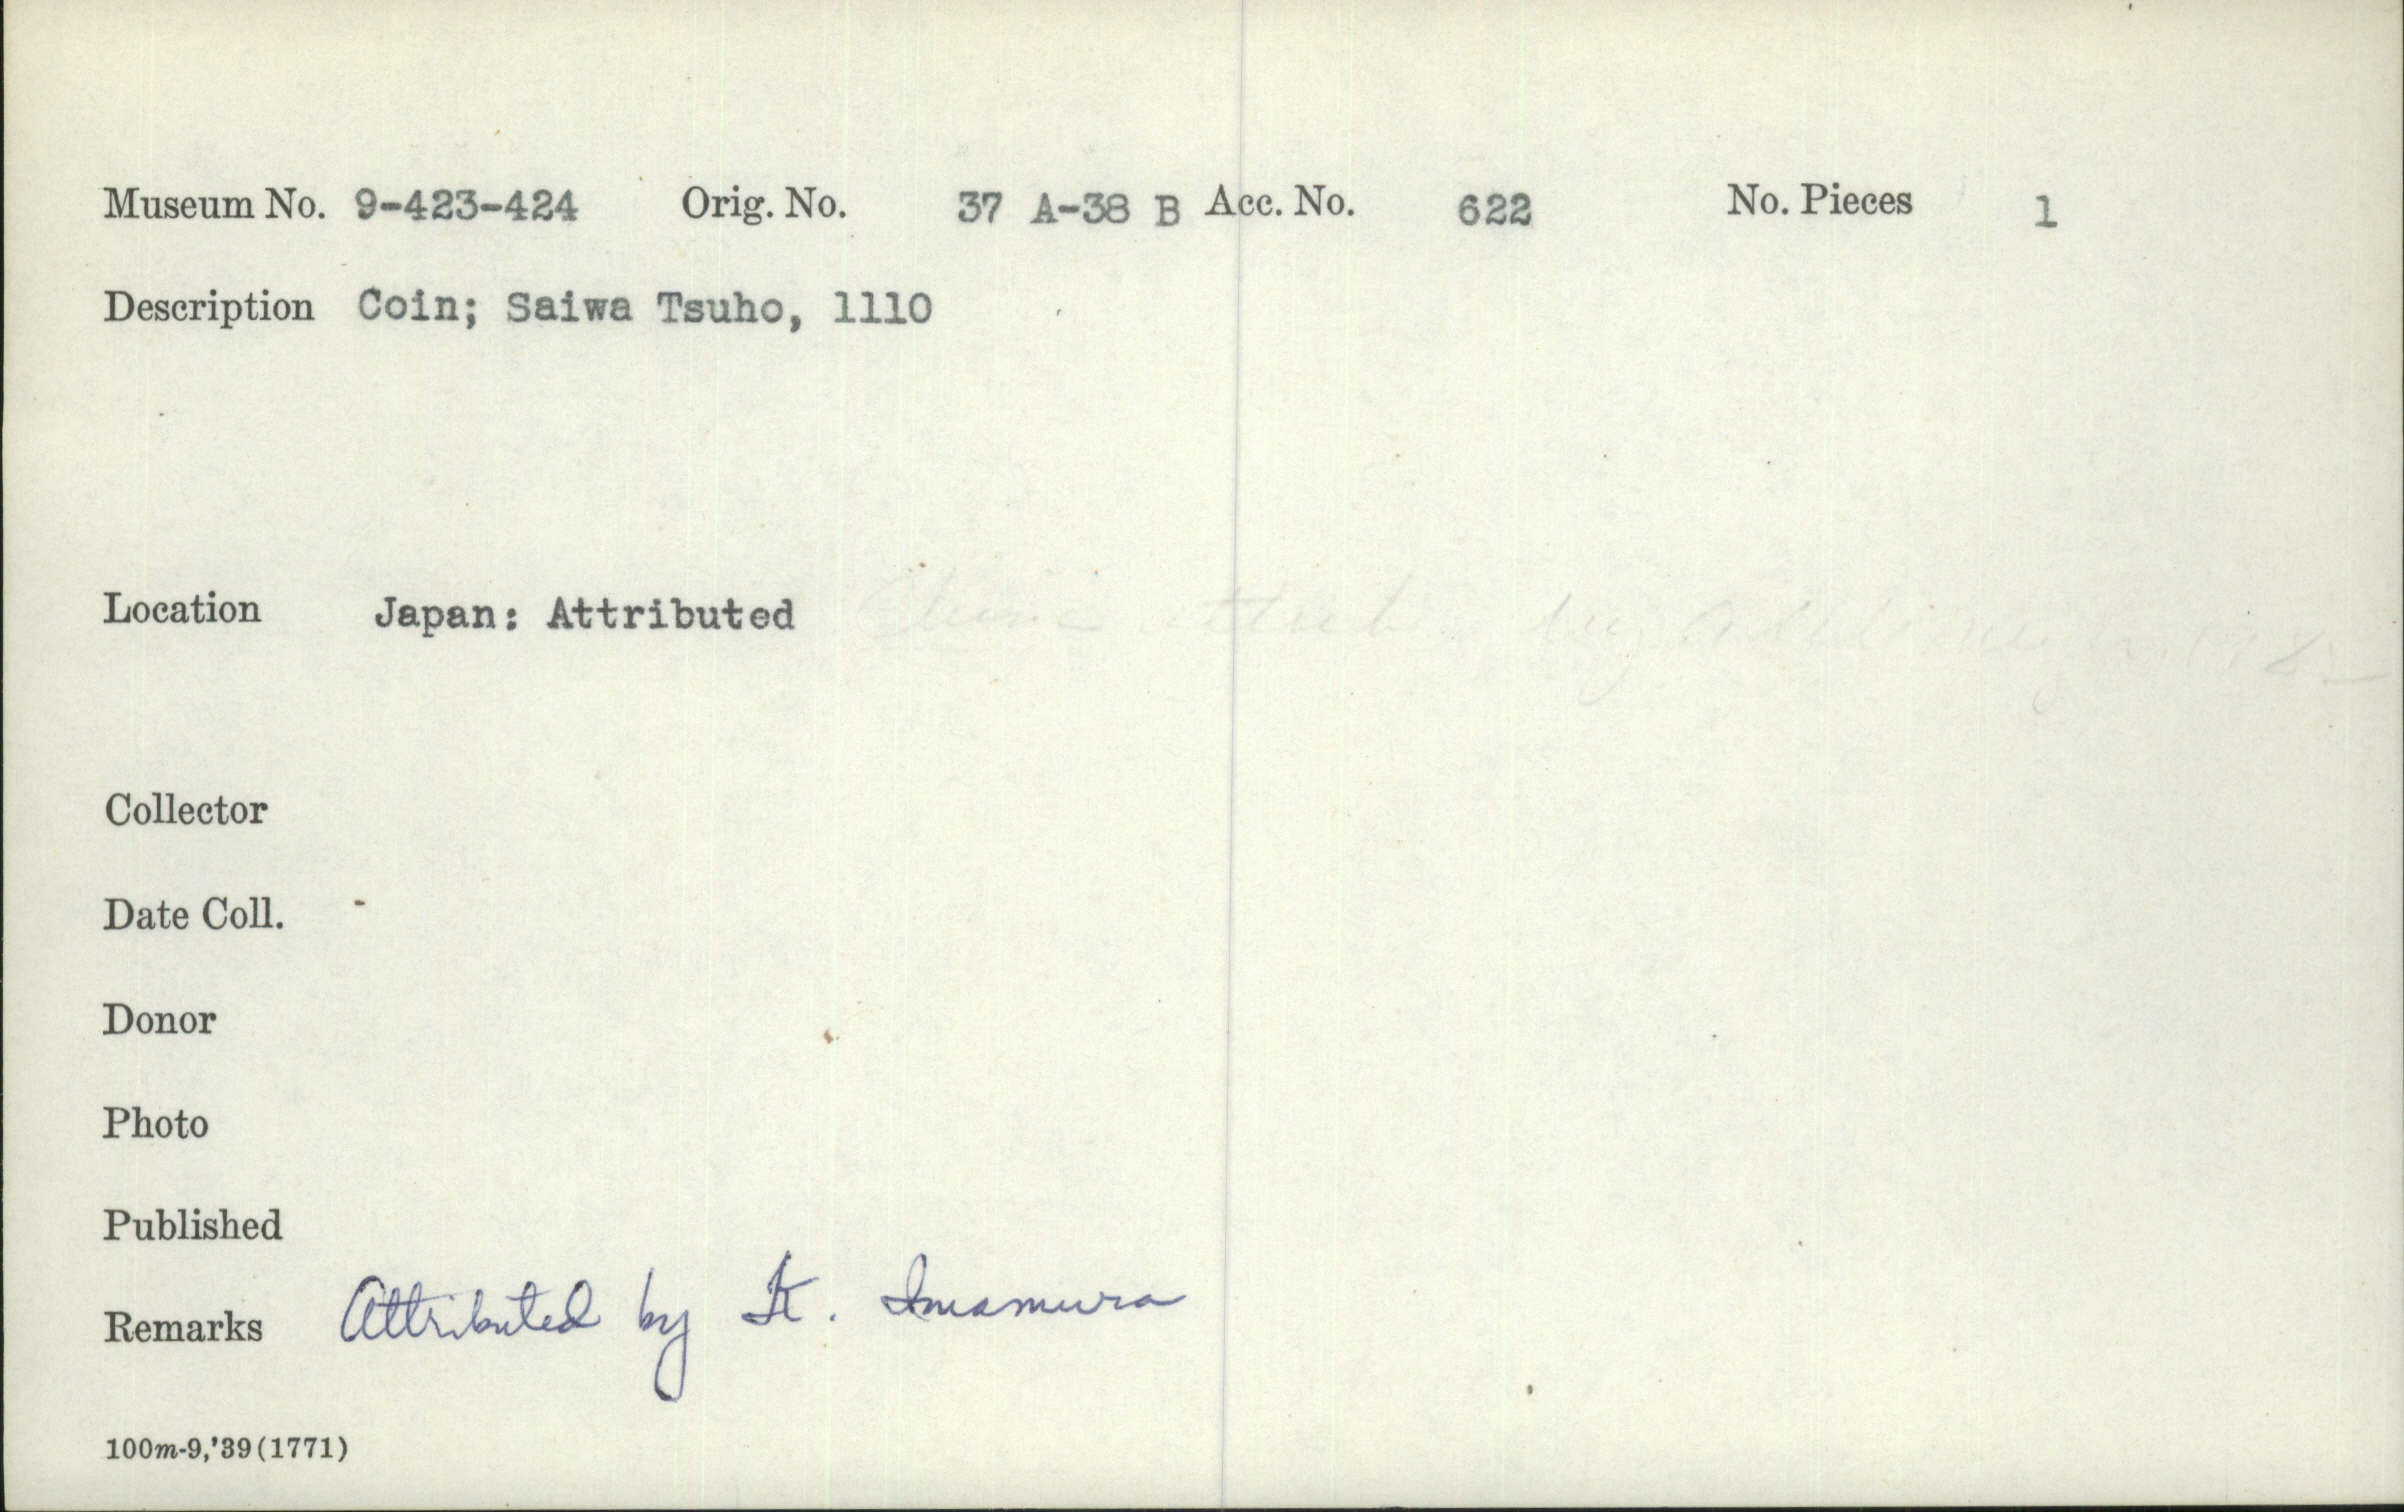 Museum No. 9-423-424 Orig. No. 37 A-38 B Acc. No. 622 No. Pieces 1
Description Coin; Saiwa Tsuho, 1110
Location Japan: Attributed
Collector
Date Coll. -
Donor
Photo
Published
Remarks Attributed by K. Imamura
100m-9,'39(1771)